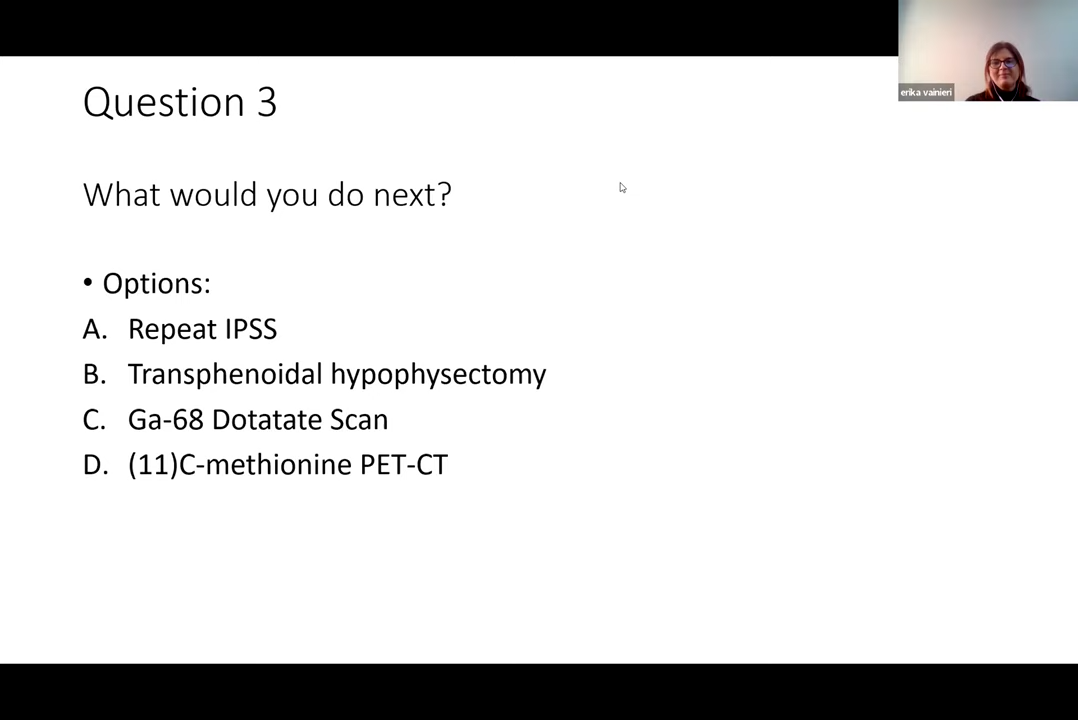 Question 3
erika vainieri
What would you do next?
• Options:
A. Repeat IPSS
B. Transphenoidal hypophysectomy
C. Ga-68 Dotatate Scan
D. (11)C-methionine PET-CT